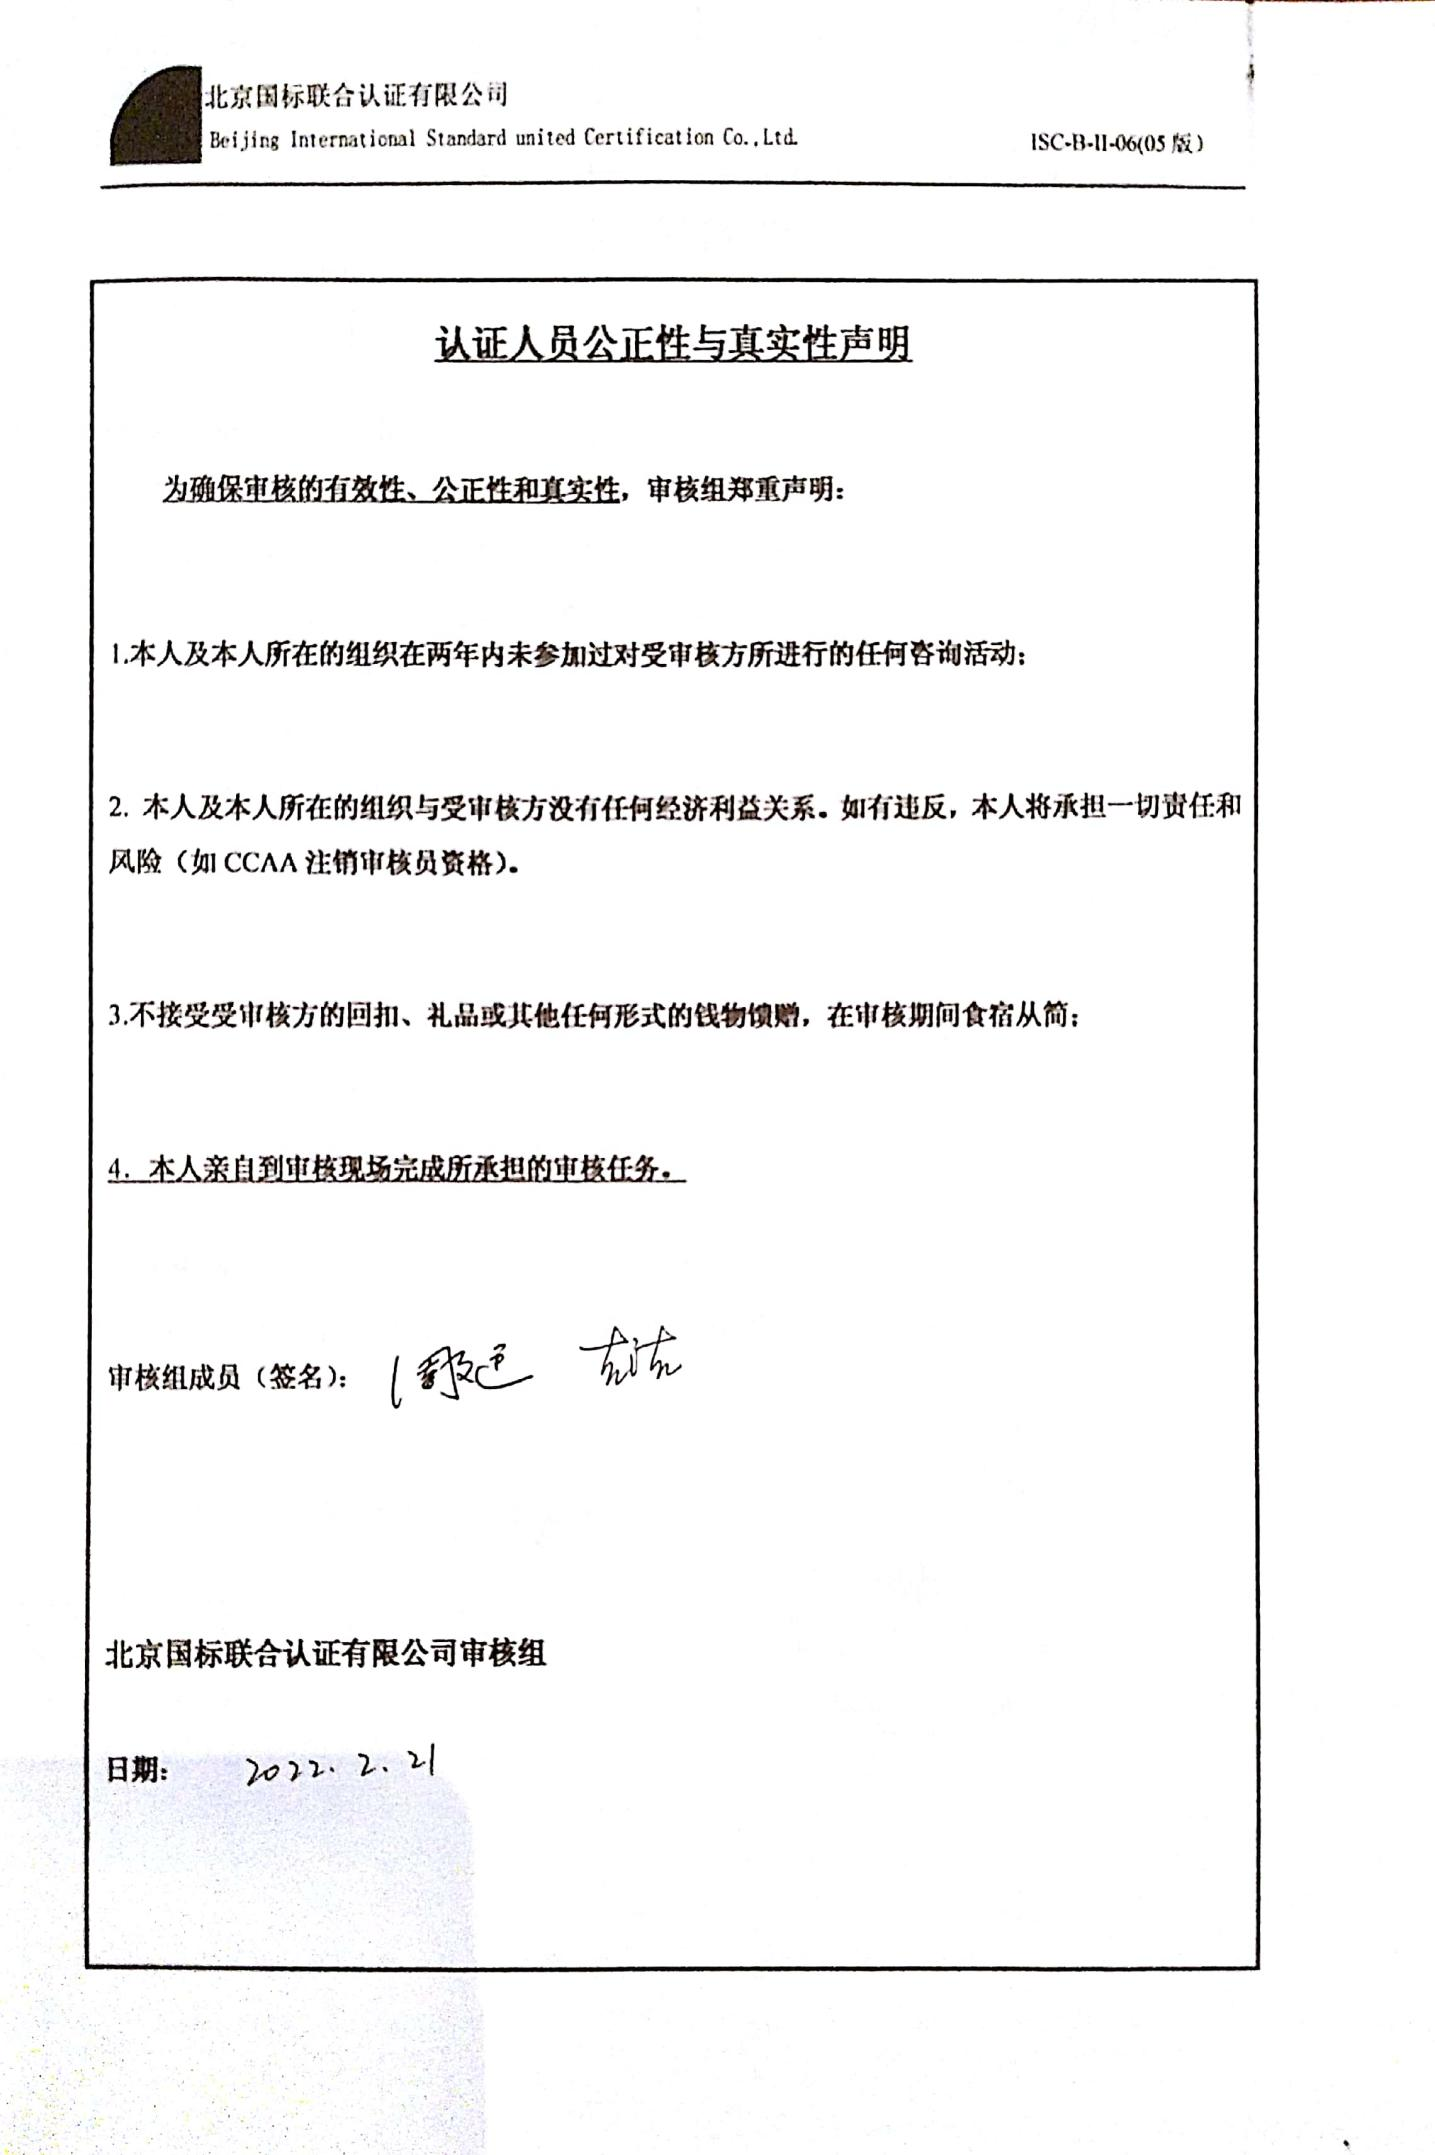 北京国标联合认证有限公司
Beijing International Standard united Certification Co.,Ltd.
ISC-B-II-06(05版)
认证人员公正性与真实性声明
为确保审核的有效性、公正性和真实性，审核组郑重声明：
1.本人及本人所在的组织在两年内未参加过对受审核方所进行的任何咨询活动；
2. 本人及本人所在的组织与受审核方没有任何经济利益关系。如有违反，本人将承担一切责任和
风险（如 CCAA 注销审核员资格）。
3.不接受受审核方的回扣、礼品或其他任何形式的钱物馈赠，在审核期间食宿从简；
4. 本人亲自到审核现场完成所承担的审核任务。
审核组成员（签名）：
北京国标联合认证有限公司审核组
日期： 2022.2.21